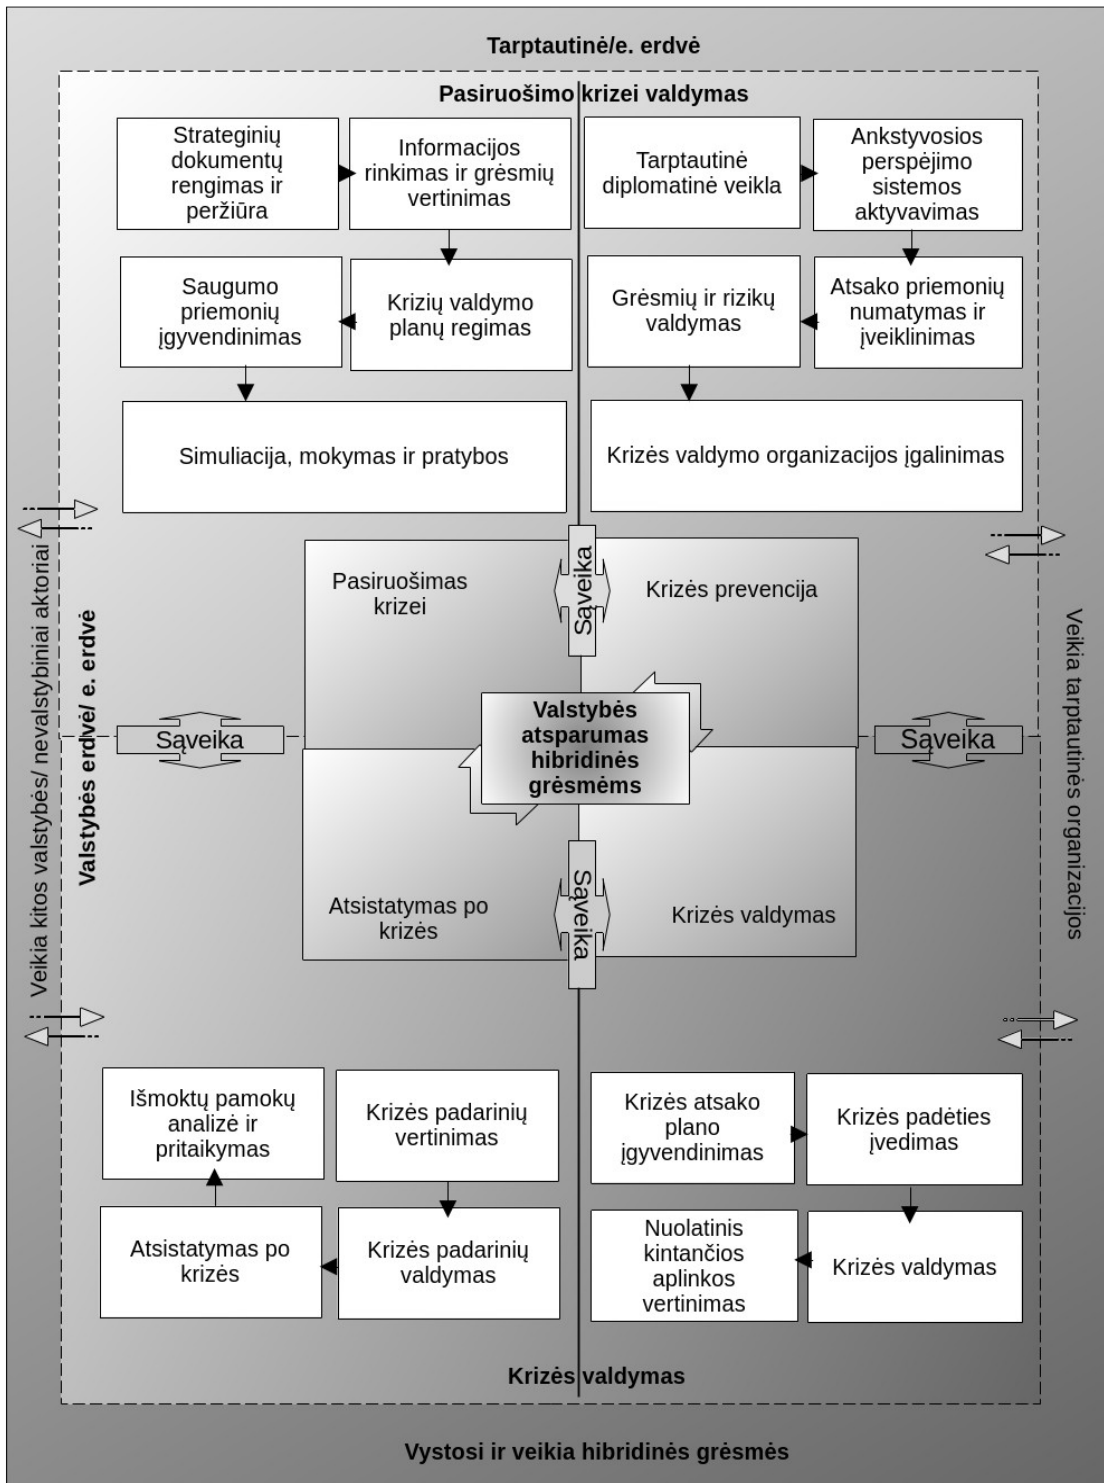 Tarptautinė/e. erdvė
Pasiruošimo krizei valdymas
Strateginių
dokumentų
rengimas ir
peržiūra
Informacijos
rinkimas ir grėsmių
vertinimas
Tarptautinė
diplomatinė veikla
Ankstyvosios
perspėjimo
sistemos
aktyvavimas
Saugumo
priemonių
įgyvendinimas
Krizių valdymo
planų regimas
Grėsmių ir rizikų
valdymas
Atsako priemonių
numatymas ir
įveiklinimas
Simuliacija, mokymas ir pratybos
Krizės valdymo organizacijos įgalinimas
Veikia kitos valstybės/ nevalstybiniai aktoriai
Valstybės erdvė/ e. erdvė
Pasiruošimas
krizei
Sąveika
Krizės prevencija
Sąveika
Valstybės
atsparumas
hibridinės
grėsmėms
Sąveika
Veikia tarptautinės organizacijos
Atsistatymas po
krizės
Sąveika
Krizės valdymas
Išmoktų pamokų
analizė ir
pritaikymas
Krizės padarinių
vertinimas
Krizės atsako
plano
įgyvendinimas
Krizės padėties
įvedimas
Atsistatymas po
krizės
Krizės padarinių
valdymas
Nuolatinis
kintančios
aplinkos
vertinimas
Krizės valdymas
Krizės valdymas
Vystosi ir veikia hibridinės grėsmės